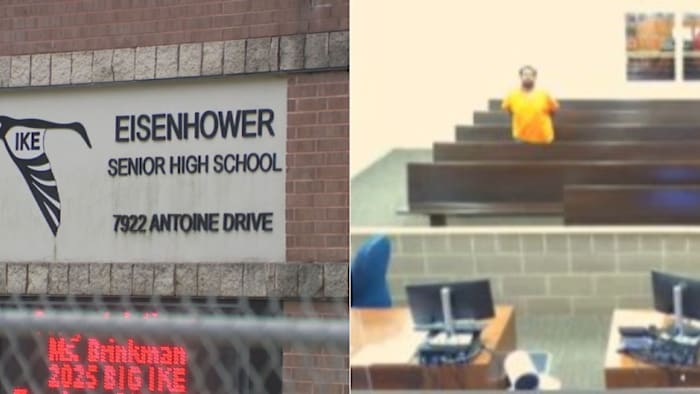 IKE
EISENHOWER
SENIOR HIGH SCHOOL
7922 ANTOINE DRIVE
Ms. Drinkman
2025 BIG IKE